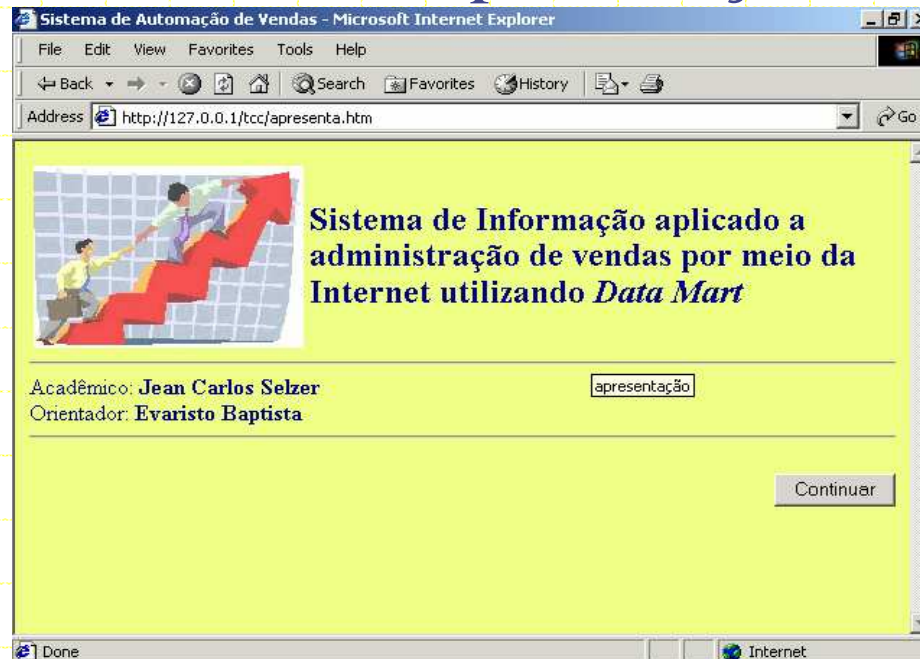 Sistema de Automação de Vendas - Microsoft Internet Explorer
File Edit View Favorites Tools Help
Back Search Favorites History
Address http://127.0.0.1/tcc/apresenta.htm Go
Sistema de Informação aplicado a
administração de vendas por meio da
Internet utilizando Data Mart
Acadêmico: Jean Carlos Selzer
apresentação
Orientador: Evaristo Baptista
Continuar
Done Internet